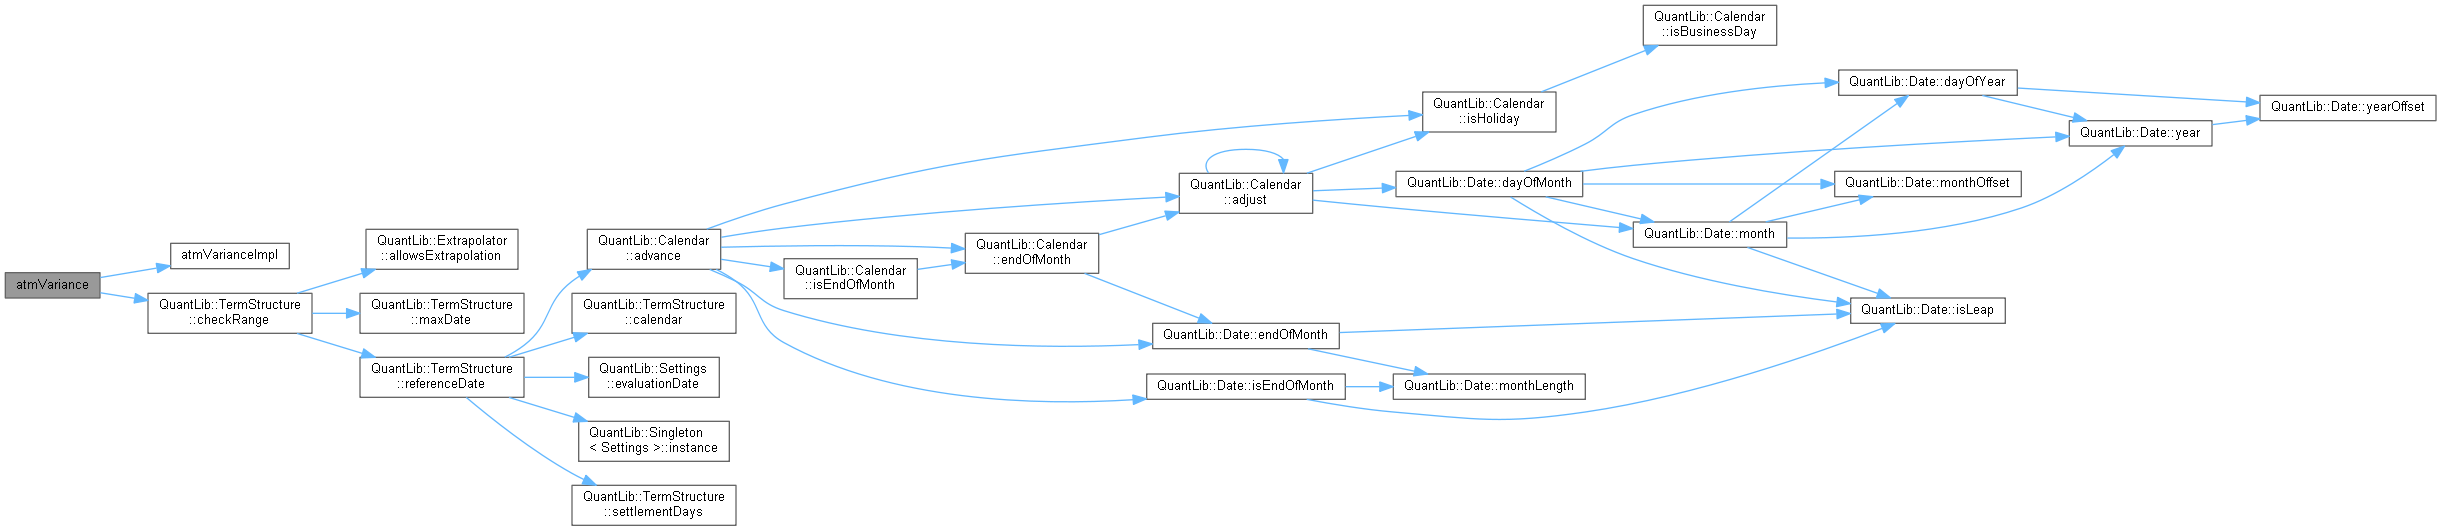 atmVariance
atmVarianceImpl
QuantLib::TermStructure
::checkRange
QuantLib::Extrapolator
::allowsExtrapolation
QuantLib::TermStructure
::maxDate
QuantLib::TermStructure
::referenceDate
QuantLib::Calendar
::advance
QuantLib::TermStructure
::calendar
QuantLib::Settings
::evaluationDate
QuantLib::Singleton
< Settings >::instance
QuantLib::TermStructure
::settlementDays
QuantLib::Calendar
::isEndOfMonth
QuantLib::Calendar
::endOfMonth
QuantLib::Calendar
::adjust
QuantLib::Date::endOfMonth
QuantLib::Date::isEndOfMonth
QuantLib::Calendar
::isHoliday
QuantLib::Date::dayOfMonth
QuantLib::Date::monthLength
QuantLib::Calendar
::isBusinessDay
QuantLib::Date::month
QuantLib::Date::dayOfYear
QuantLib::Date::monthOffset
QuantLib::Date::isLeap
QuantLib::Date::year
QuantLib::Date::yearOffset